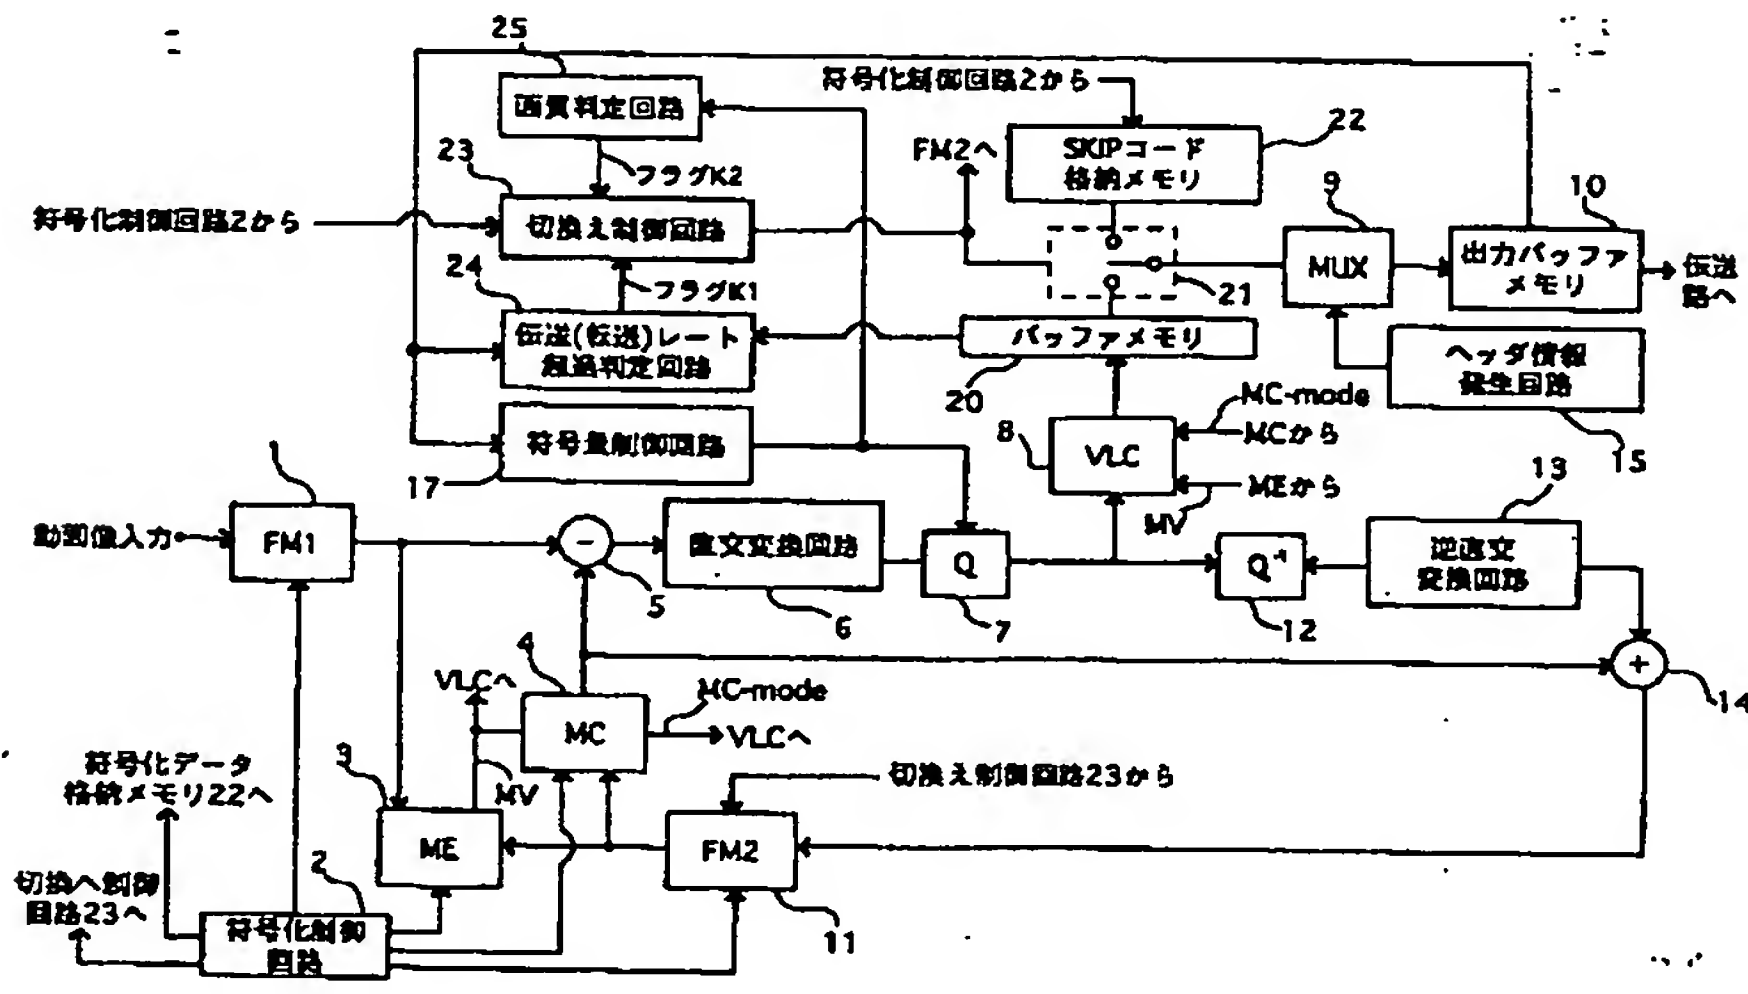 25
符号化制御回路2から
画質判定回路
22
23
フラグK2
FM2へ
SKIPコード
格納メモリ
9
10
符号化制御回路2から
切換え制御回路
24
フラグK1
MUX
出力バッファ
メモリ
伝送
路へ
21
伝送(転送)レート
超過判定回路
バッファメモリ
ヘッダ情報
発生回路
20
MC-mode
符号量制御回路
8
VLC
MCから
15
17
MEから
13
MV
1
動画像入力
FM1
-
直交変換回路
Q
Q-1
逆直交
変換回路
5
6
7
12
4
+
14
VLCへ
MC-mode
MC
VLCへ
3
符号化データ
格納メモリ22へ
MV
切換え制御回路23から
ME
FM2
2
切換へ制御
回路23へ
11
符号化制御
回路